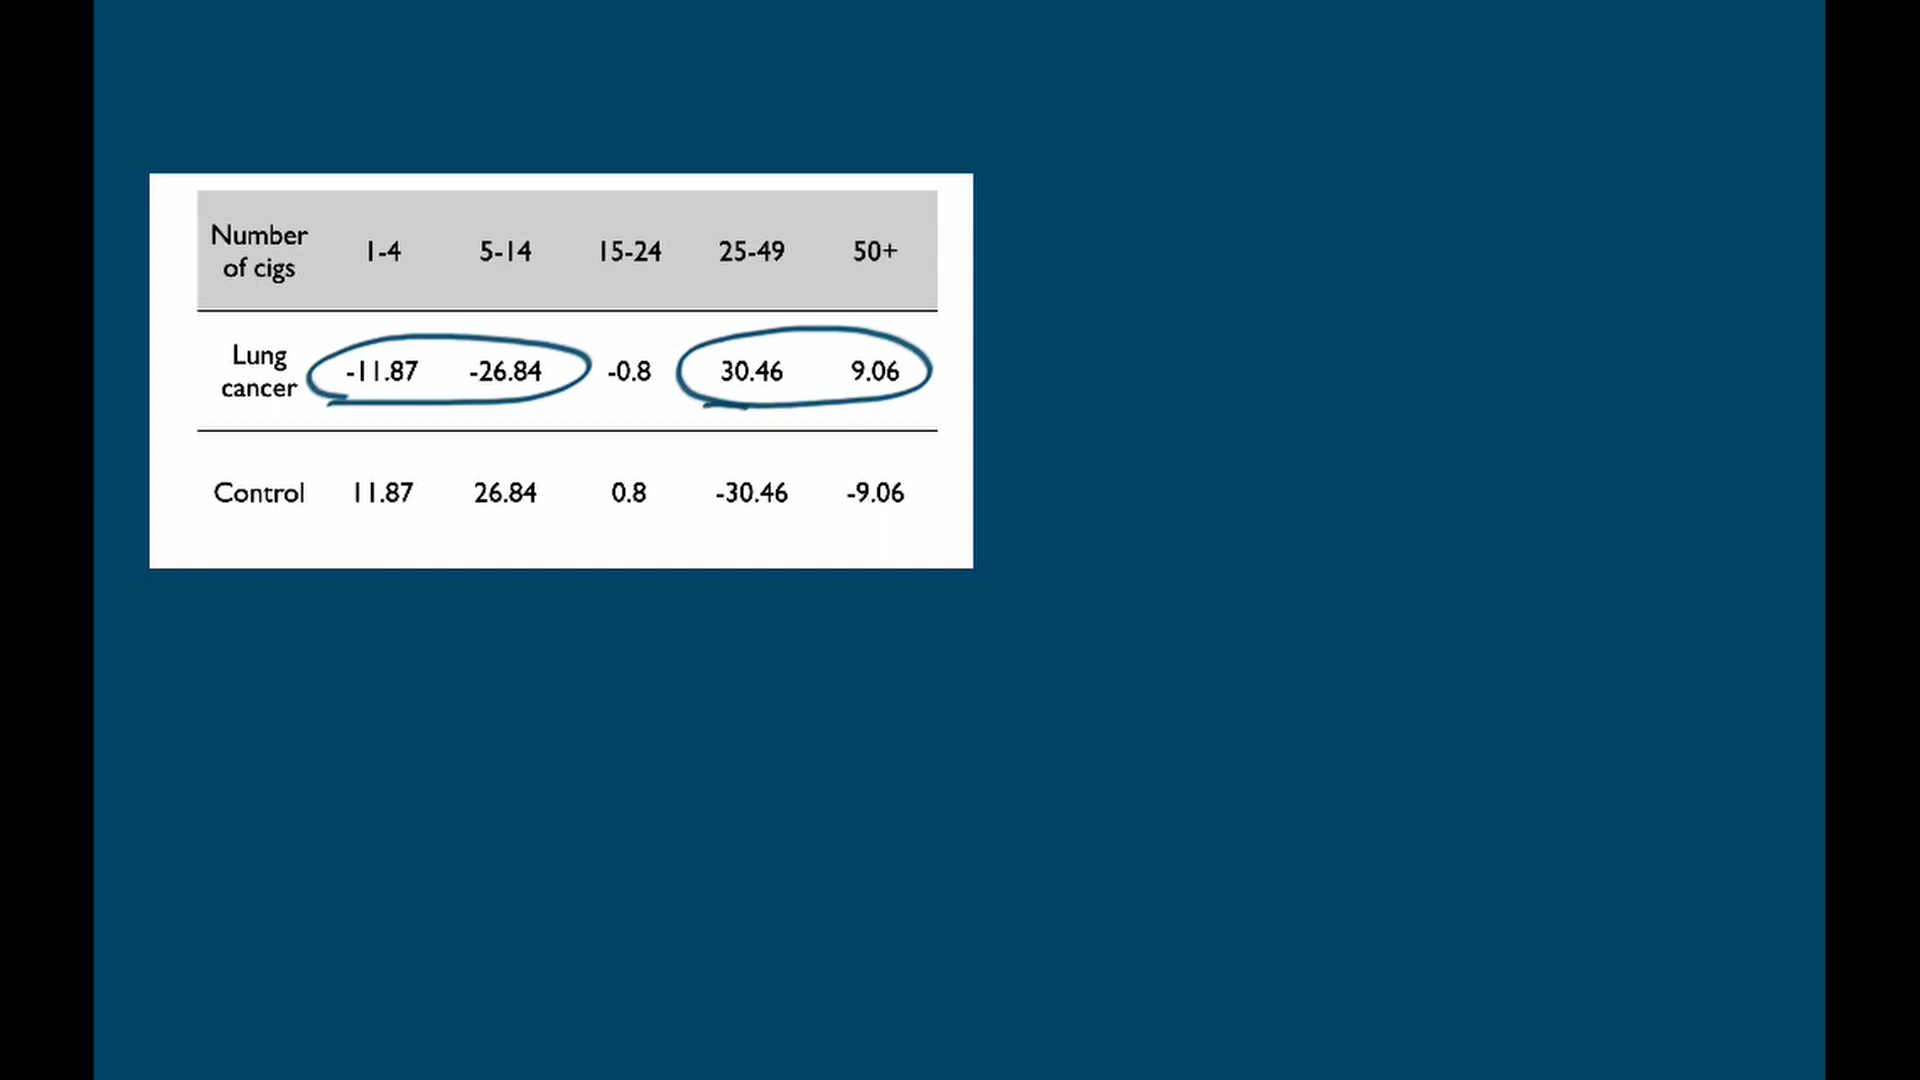 Number of cigs 1-4 5-14 15-24 25-49 50+
Lung cancer -11.87 -26.84 -0.8 30.46 9.06
Control 11.87 26.84 0.8 -30.46 -9.06